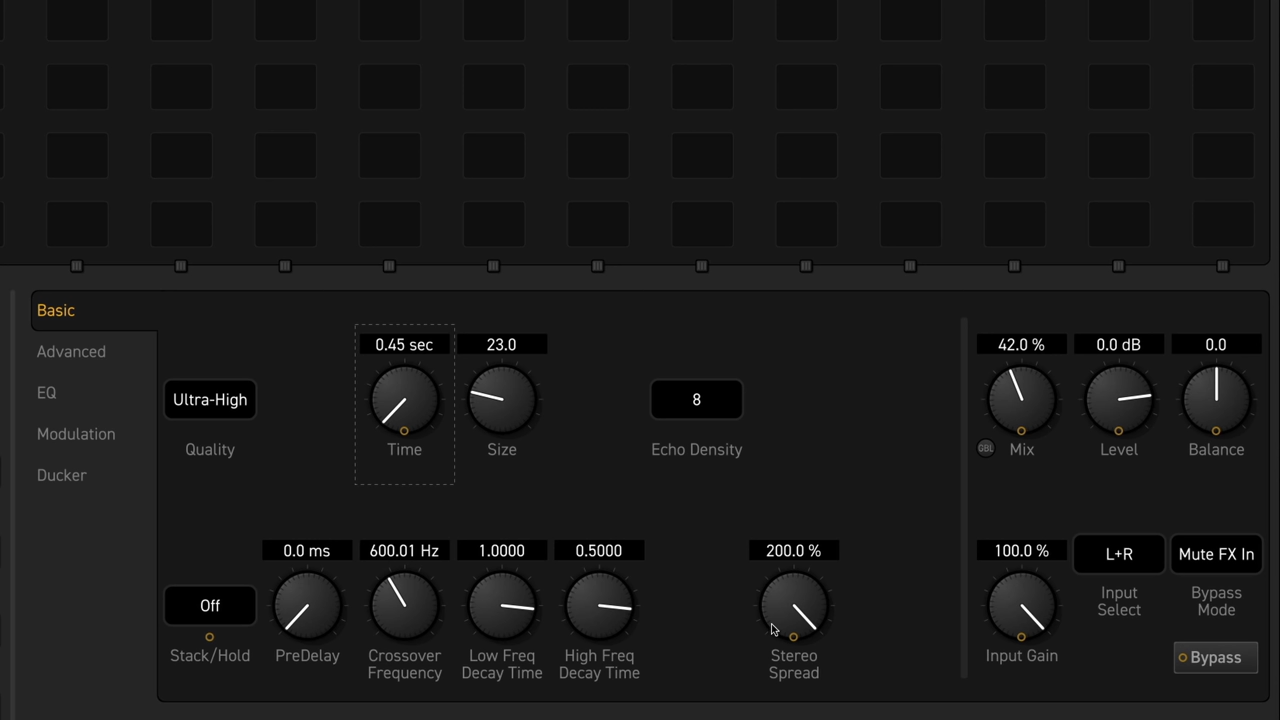 Basic
Advanced
EQ
Modulation
Ducker
Ultra-High
Quality
0.45 sec
Time
23.0
Size
8
Echo Density
42.0 %
GBL
Mix
0.0 dB
Level
0.0
Balance
Off
Stack/Hold
0.0 ms
PreDelay
600.01 Hz
Crossover
Frequency
1.0000
Low Freq
Decay Time
0.5000
High Freq
Decay Time
200.0 %
Stereo
Spread
100.0 %
Input Gain
L+R
Input
Select
Mute FX In
Bypass
Mode
Bypass